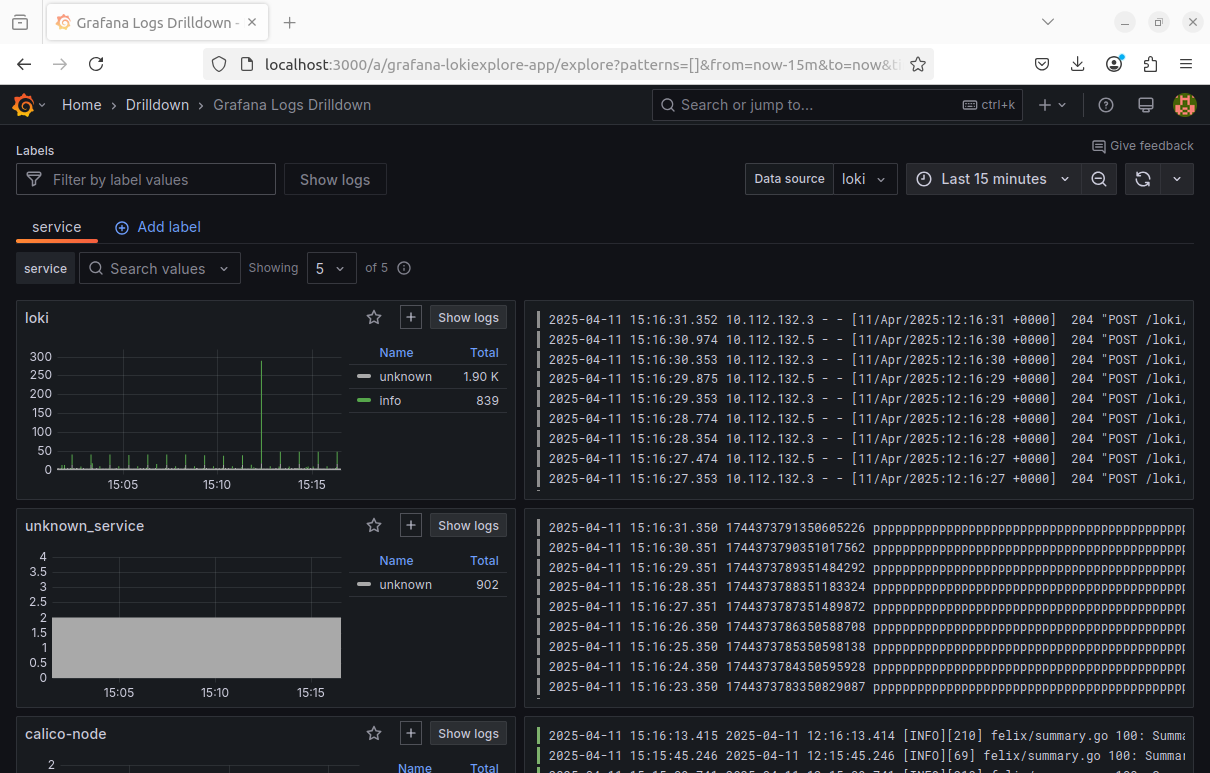 Grafana Logs Drilldown -
localhost:3000/a/grafana-lokiexplore-app/explore?patterns=[]&from=now-15m&to=now&ti
Home › Drilldown › Grafana Logs Drilldown
Search or jump to...
ctrl+k
Give feedback
Labels
Filter by label values
Show logs
Data source
loki
Last 15 minutes
service
Add label
service
Search values
Showing
5
of 5
loki
Show logs
300
250
200
150
100
50
0
15:05
15:10
15:15
Name Total
unknown 1.90 K
info 839
2025-04-11 15:16:31.352 10.112.132.3 - - [11/Apr/2025:12:16:31 +0000]  204 "POST /loki/
2025-04-11 15:16:30.974 10.112.132.5 - - [11/Apr/2025:12:16:30 +0000]  204 "POST /loki/
2025-04-11 15:16:30.353 10.112.132.3 - - [11/Apr/2025:12:16:30 +0000]  204 "POST /loki/
2025-04-11 15:16:29.875 10.112.132.5 - - [11/Apr/2025:12:16:29 +0000]  204 "POST /loki/
2025-04-11 15:16:29.353 10.112.132.3 - - [11/Apr/2025:12:16:29 +0000]  204 "POST /loki/
2025-04-11 15:16:28.774 10.112.132.5 - - [11/Apr/2025:12:16:28 +0000]  204 "POST /loki/
2025-04-11 15:16:28.354 10.112.132.3 - - [11/Apr/2025:12:16:28 +0000]  204 "POST /loki/
2025-04-11 15:16:27.474 10.112.132.5 - - [11/Apr/2025:12:16:27 +0000]  204 "POST /loki/
2025-04-11 15:16:27.353 10.112.132.3 - - [11/Apr/2025:12:16:27 +0000]  204 "POST /loki/
unknown_service
Show logs
4
3.5
3
2.5
2
1.5
1
0.5
0
15:05
15:10
15:15
Name Total
unknown 902
2025-04-11 15:16:31.350 1744373791350605226 pppppppppppppppppppppppppppppppppppppppppp
2025-04-11 15:16:30.351 1744373790351017562 pppppppppppppppppppppppppppppppppppppppppp
2025-04-11 15:16:29.351 1744373789351484292 pppppppppppppppppppppppppppppppppppppppppp
2025-04-11 15:16:28.351 1744373788351183324 pppppppppppppppppppppppppppppppppppppppppp
2025-04-11 15:16:27.351 1744373787351489872 pppppppppppppppppppppppppppppppppppppppppp
2025-04-11 15:16:26.350 1744373786350588708 pppppppppppppppppppppppppppppppppppppppppp
2025-04-11 15:16:25.350 1744373785350598138 pppppppppppppppppppppppppppppppppppppppppp
2025-04-11 15:16:24.350 1744373784350595928 pppppppppppppppppppppppppppppppppppppppppp
2025-04-11 15:16:23.350 1744373783350829087 pppppppppppppppppppppppppppppppppppppppppp
calico-node
Show logs
2
Name Total
2025-04-11 15:16:13.415 2025-04-11 12:16:13.414 [INFO][210] felix/summary.go 100: Summa
2025-04-11 15:15:45.246 2025-04-11 12:15:45.246 [INFO][69] felix/summary.go 100: Summar